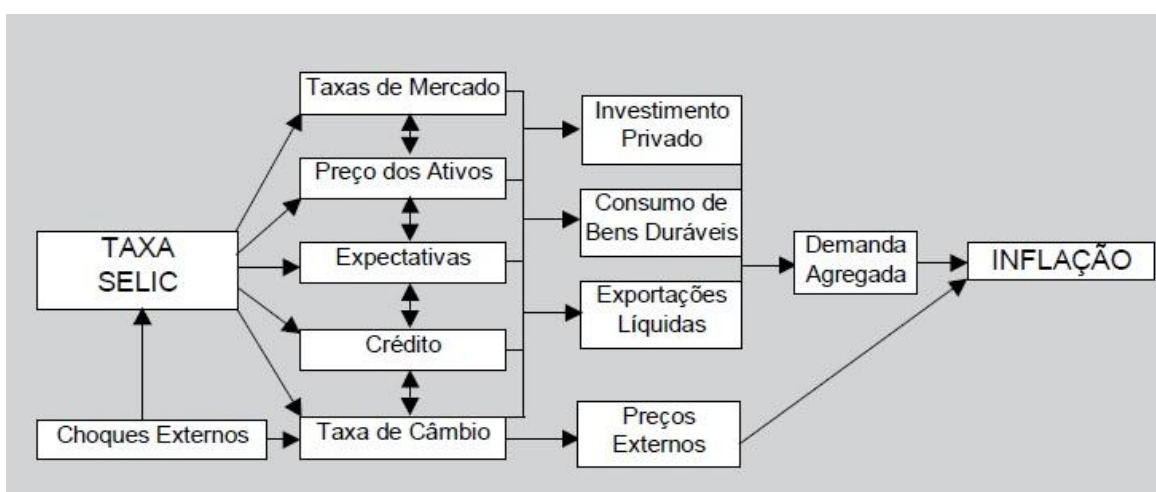 Taxas de Mercado
Preço dos Ativos
Expectativas
Crédito
Taxa de Câmbio
TAXA
SELIC
Choques Externos
Investimento
Privado
Consumo de
Bens Duráveis
Exportações
Líquidas
Preços
Externos
Demanda
Agregada
INFLAÇÃO